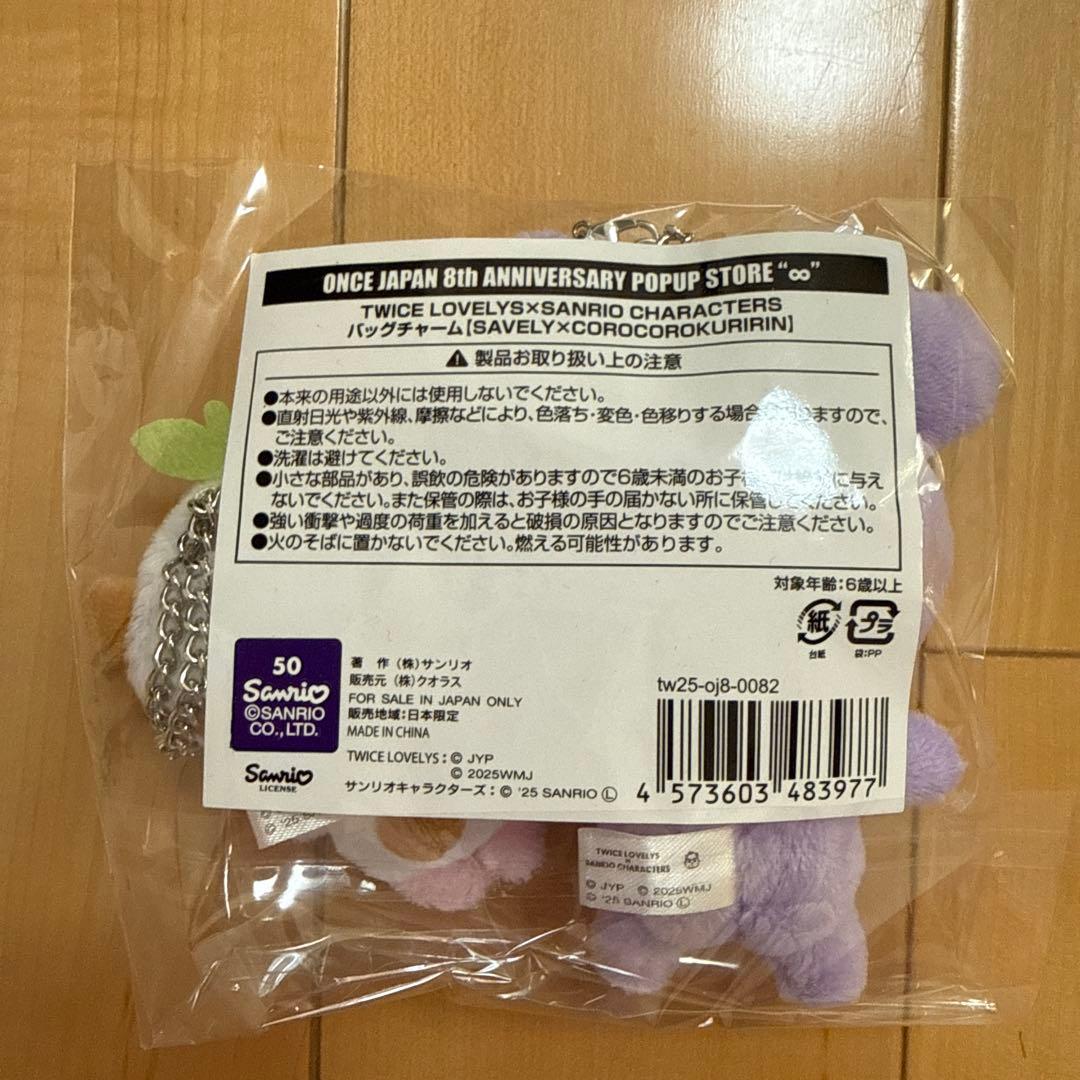 ONCE JAPAN 8th ANNIVERSARY POPUP STORE "∞"
TWICE LOVELYS×SANRIO CHARACTERS
バッグチャーム【SAVELY×COROCOROKURIRIN】
製品お取り扱い上の注意
●本来の用途以外には使用しないでください。
●直射日光や紫外線、摩擦などにより、色落ち・変色・色移りする場合 りますので、
ご注意ください。
●洗濯は避けてください。
●小さな部品があり、誤飲の危険がありますので6歳未満のお子様 に与え
ないでください。また保管の際は、お子様の手の届かない所に保管してください。
●強い衝撃や過度の荷重を加えると破損の原因となりますのでご注意ください。
●火のそばに置かないでください。燃える可能性があります。
対象年齢:6歳以上
紙
台紙
プラ
袋:PP
50
Sanrio
©SANRIO
CO.,LTD.
Sanrio
LICENSE
著 作 (株)サンリオ
販売元 (株)クオラス
FOR SALE IN JAPAN ONLY
販売地域:日本限定
MADE IN CHINA
TWICE LOVELYS:© JYP
© 2025WMJ
サンリオキャラクターズ:© '25 SANRIO Ⓛ
tw25-oj8-0082
4 573603 483977
TWICE LOVELYS
×
SANRIO CHARACTERS
© JYP © 2025WMJ
© '25 SANRIO Ⓛ